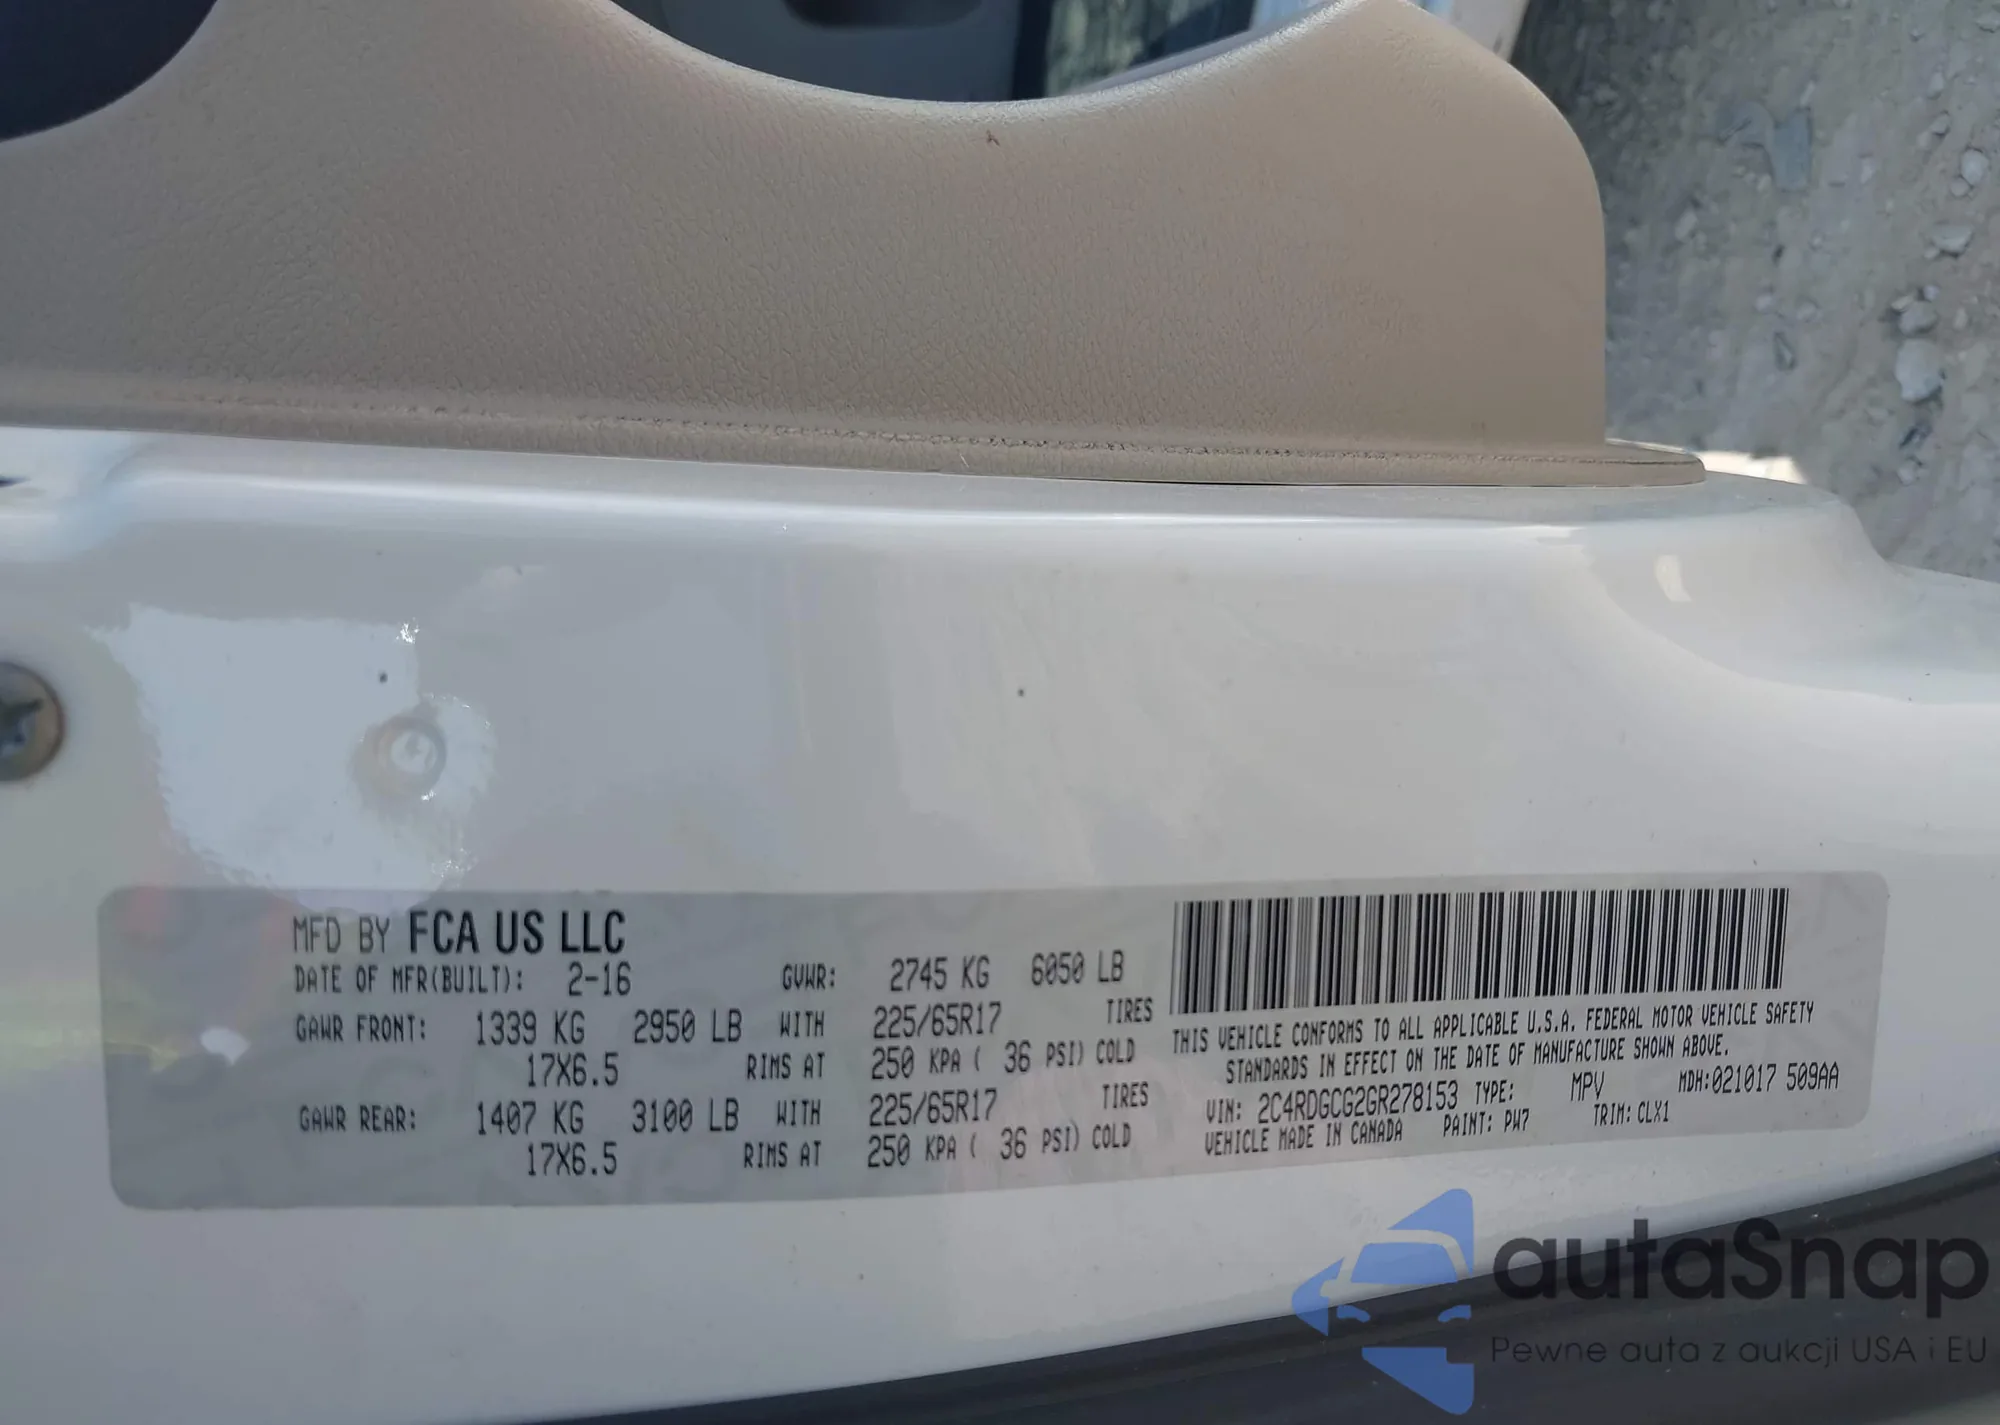 MFD BY FCA US LLC
DATE OF MFR(BUILT): 2-16 GVWR: 2745 KG 6050 LB
GAWR FRONT: 1339 KG 2950 LB WITH 225/65R17 TIRES
17X6.5 RIMS AT 250 KPA ( 36 PSI) COLD
GAWR REAR: 1407 KG 3100 LB WITH 225/65R17 TIRES
17X6.5 RIMS AT 250 KPA ( 36 PSI) COLD
THIS VEHICLE CONFORMS TO ALL APPLICABLE U.S.A. FEDERAL MOTOR VEHICLE SAFETY
STANDARDS IN EFFECT ON THE DATE OF MANUFACTURE SHOWN ABOVE.
VIN: 2C4RDGCG2GR278153 TYPE: MPV MDH:021017 509AA
VEHICLE MADE IN CANADA PAINT: PW7 TRIM: CLX1
autaSnap
Pewne auta z aukcji USA i EU